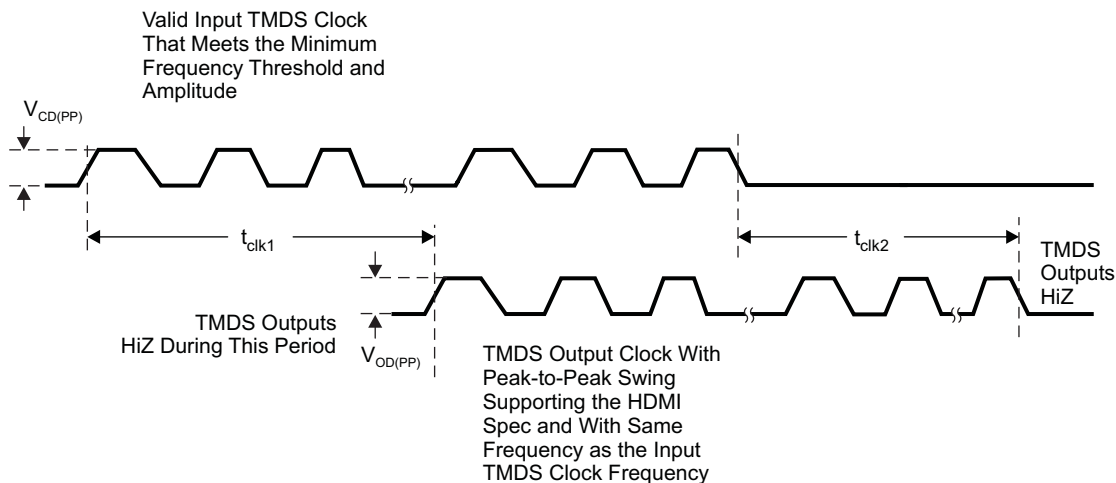 Valid Input TMDS Clock
That Meets the Minimum
Frequency Threshold and
Amplitude
VCD(PP)
tclk1
tclk2
TMDS
Outputs
HiZ
TMDS Outputs
HiZ During This Period
VOD(PP)
TMDS Output Clock With
Peak-to-Peak Swing
Supporting the HDMI
Spec and With Same
Frequency as the Input
TMDS Clock Frequency